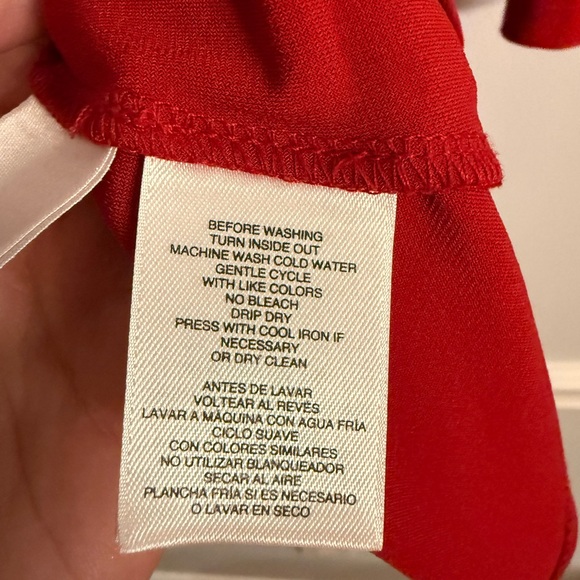 BEFORE WASHING
TURN INSIDE OUT
MACHINE WASH COLD WATER
GENTLE CYCLE
WITH LIKE COLORS
NO BLEACH
DRIP DRY
PRESS WITH COOL IRON IF
NECESSARY
OR DRY CLEAN
ANTES DE LAVAR
VOLTEAR AL REVÉS
LAVAR A MÁQUINA CON AGUA FRÍA
CICLO SUAVE
CON COLORES SIMILARES
NO UTILIZAR BLANQUEADOR
SECAR AL AIRE
PLANCHA FRÍA SI ES NECESARIO
O LAVAR EN SECO